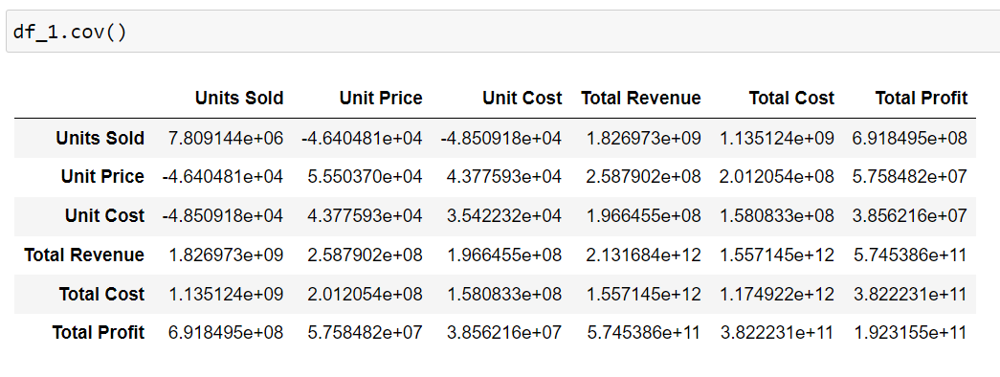 df_1.cov()
Units Sold Unit Price Unit Cost Total Revenue Total Cost Total Profit
Units Sold 7.809144e+06 -4.640481e+04 -4.850918e+04 1.826973e+09 1.135124e+09 6.918495e+08
Unit Price -4.640481e+04 5.550370e+04 4.377593e+04 2.587902e+08 2.012054e+08 5.758482e+07
Unit Cost -4.850918e+04 4.377593e+04 3.542232e+04 1.966455e+08 1.580833e+08 3.856216e+07
Total Revenue 1.826973e+09 2.587902e+08 1.966455e+08 2.131684e+12 1.557145e+12 5.745386e+11
Total Cost 1.135124e+09 2.012054e+08 1.580833e+08 1.557145e+12 1.174922e+12 3.822231e+11
Total Profit 6.918495e+08 5.758482e+07 3.856216e+07 5.745386e+11 3.822231e+11 1.923155e+11